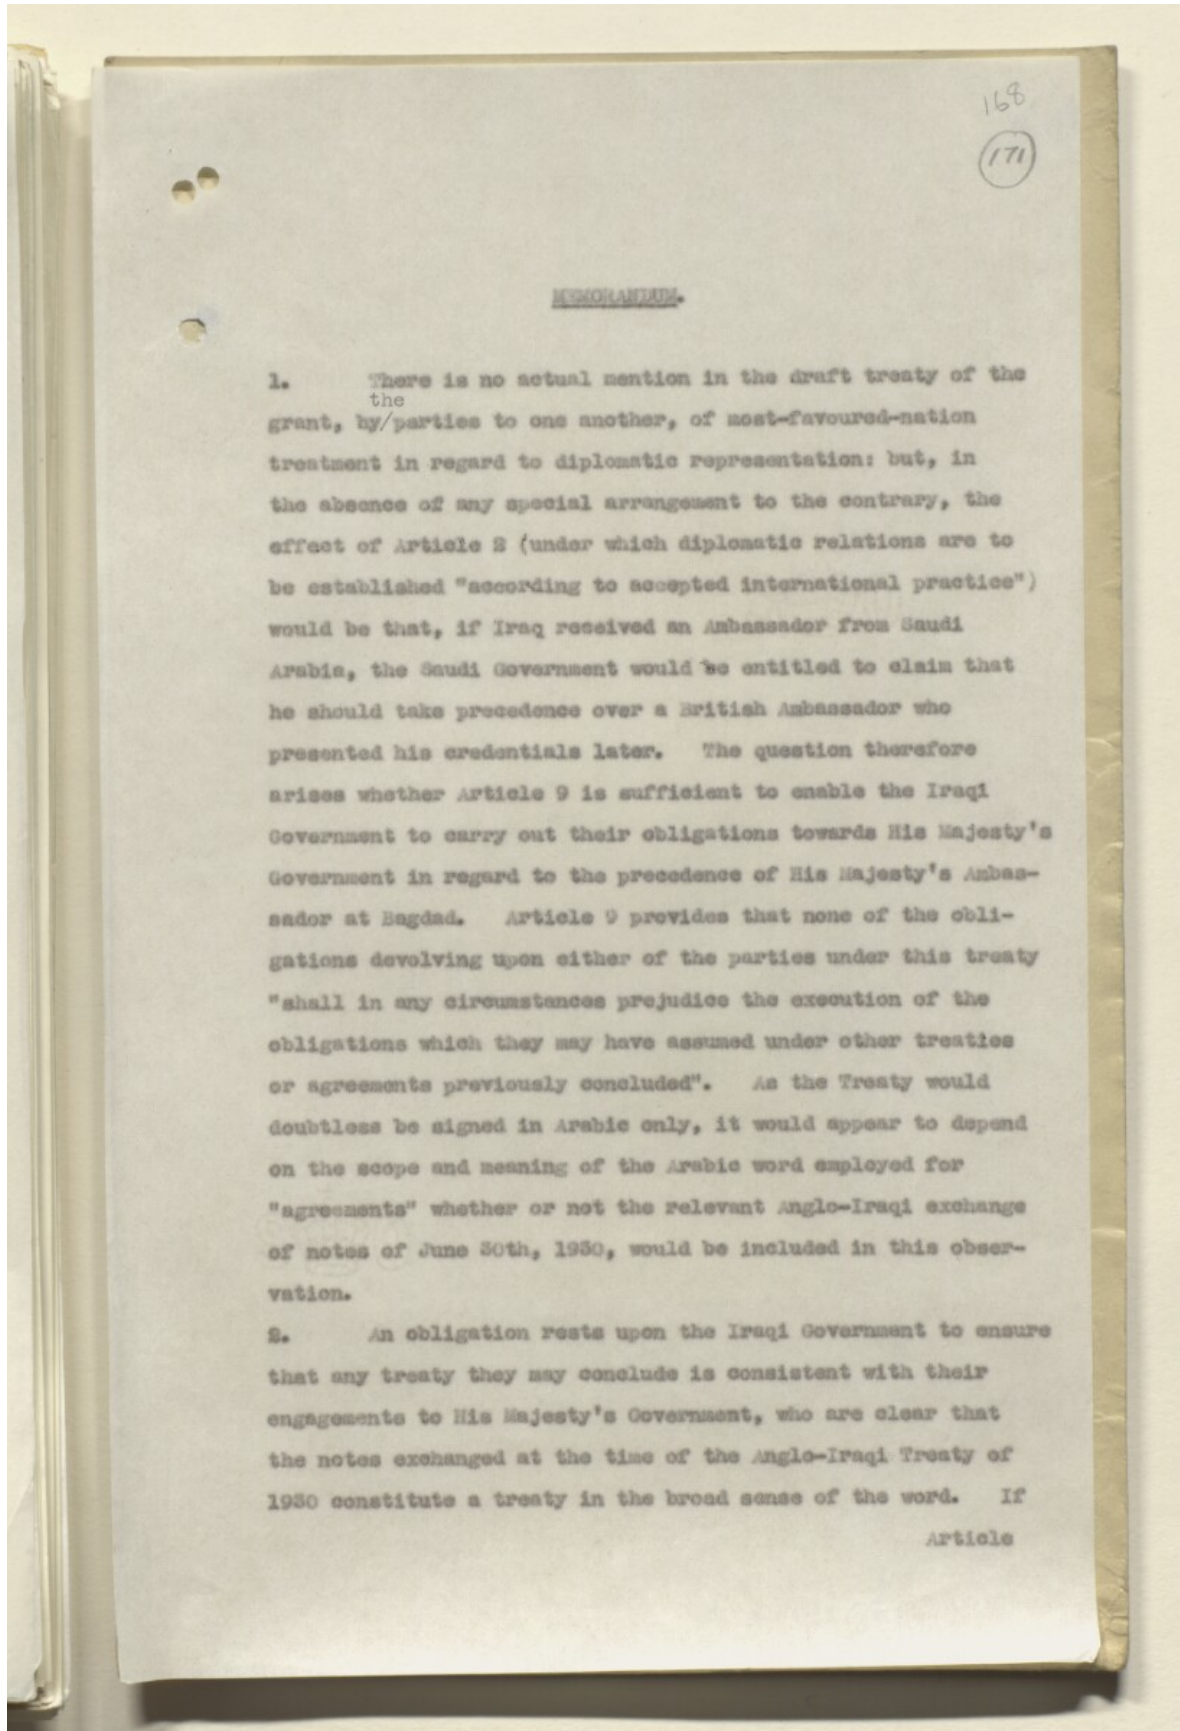 168
171
MEMORANDUM.
1. There is no actual mention in the draft treaty of the
the
grant, by/parties to one another, of most-favoured-nation
treatment in regard to diplomatic representation: but, in
the absence of any special arrangement to the contrary, the
effect of Article 2 (under which diplomatic relations are to
be established "according to accepted international practice")
would be that, if Iraq received an Ambassador from Saudi
Arabia, the Saudi Government would be entitled to claim that
he should take precedence over a British Ambassador who
presented his credentials later. The question therefore
arises whether Article 9 is sufficient to enable the Iraqi
Government to carry out their obligations towards His Majesty's
Government in regard to the precedence of His Majesty's Ambas-
sador at Bagdad. Article 9 provides that none of the obli-
gations devolving upon either of the parties under this treaty
"shall in any circumstances prejudice the execution of the
obligations which they may have assumed under other treaties
or agreements previously concluded". As the Treaty would
doubtless be signed in Arabic only, it would appear to depend
on the scope and meaning of the Arabic word employed for
"agreements" whether or not the relevant Anglo-Iraqi exchange
of notes of June 30th, 1930, would be included in this obser-
vation.
2. An obligation rests upon the Iraqi Government to ensure
that any treaty they may conclude is consistent with their
engagements to His Majesty's Government, who are clear that
the notes exchanged at the time of the Anglo-Iraqi Treaty of
1930 constitute a treaty in the broad sense of the word. If
Article